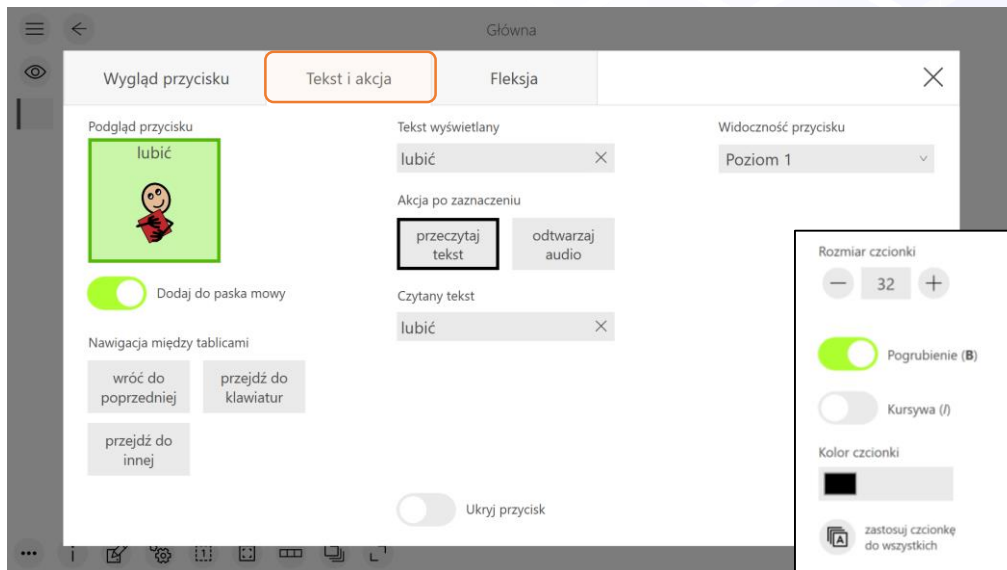 Główna
Wygląd przycisku
Tekst i akcja
Fleksja
Podgląd przycisku
lubić
Dodaj do paska mowy
Nawigacja między tablicami
wróć do
poprzedniej
przejdź do
klawiatur
przejdź do
innej
Tekst wyświetlany
lubić
Akcja po zaznaczeniu
przeczytaj
tekst
odtwarzaj
audio
Czytany tekst
lubić
Ukryj przycisk
Widoczność przycisku
Poziom 1
Rozmiar czcionki
32
Pogrubienie (B)
Kursywa (I)
Kolor czcionki
zastosuj czcionkę
do wszystkich